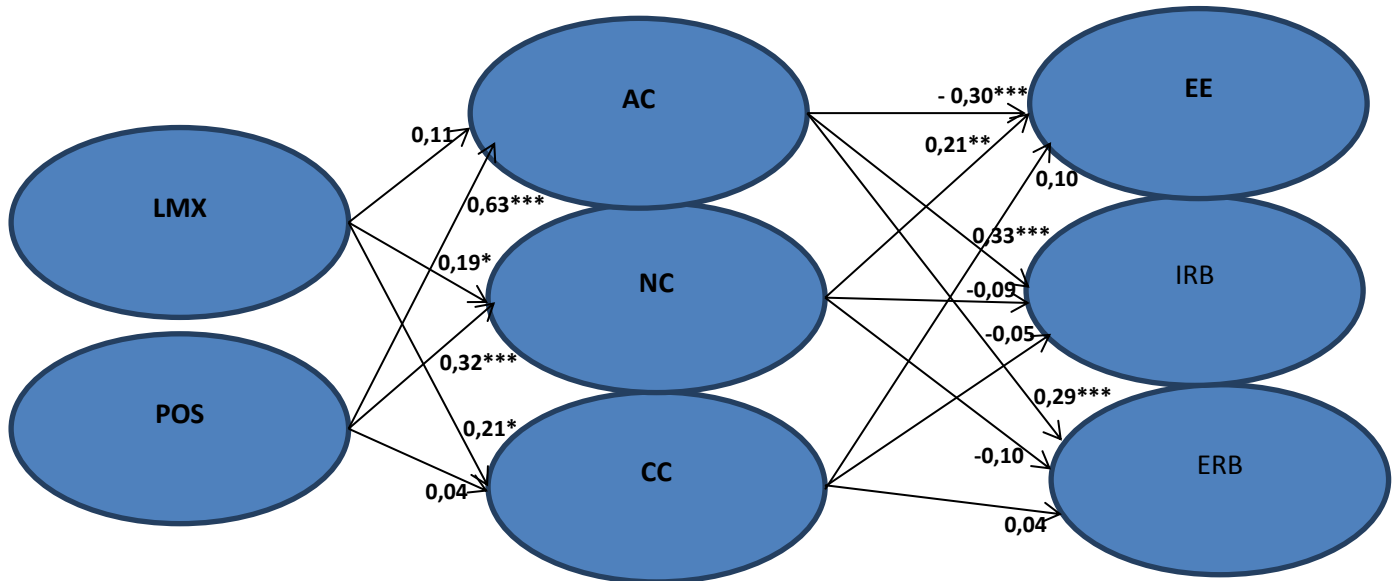 AC
EE
LMX
0,11
- 0,30***
0,21**
0,10
0,63***
0,19*
NC
0,33***
IRB
-0,09
-0,05
0,32***
POS
0,21*
0,04
CC
0,29***
-0,10
ERB
0,04